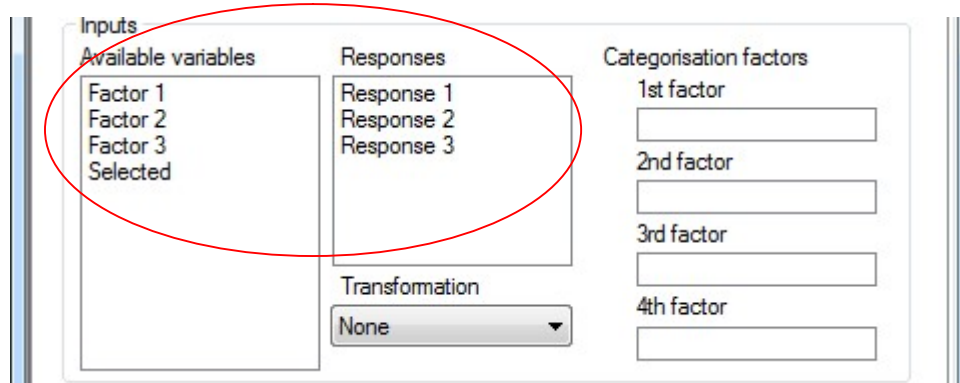 Inputs
Available variables
Factor 1
Factor 2
Factor 3
Selected
Responses
Response 1
Response 2
Response 3
Transformation
None
Categorisation factors
1st factor
2nd factor
3rd factor
4th factor